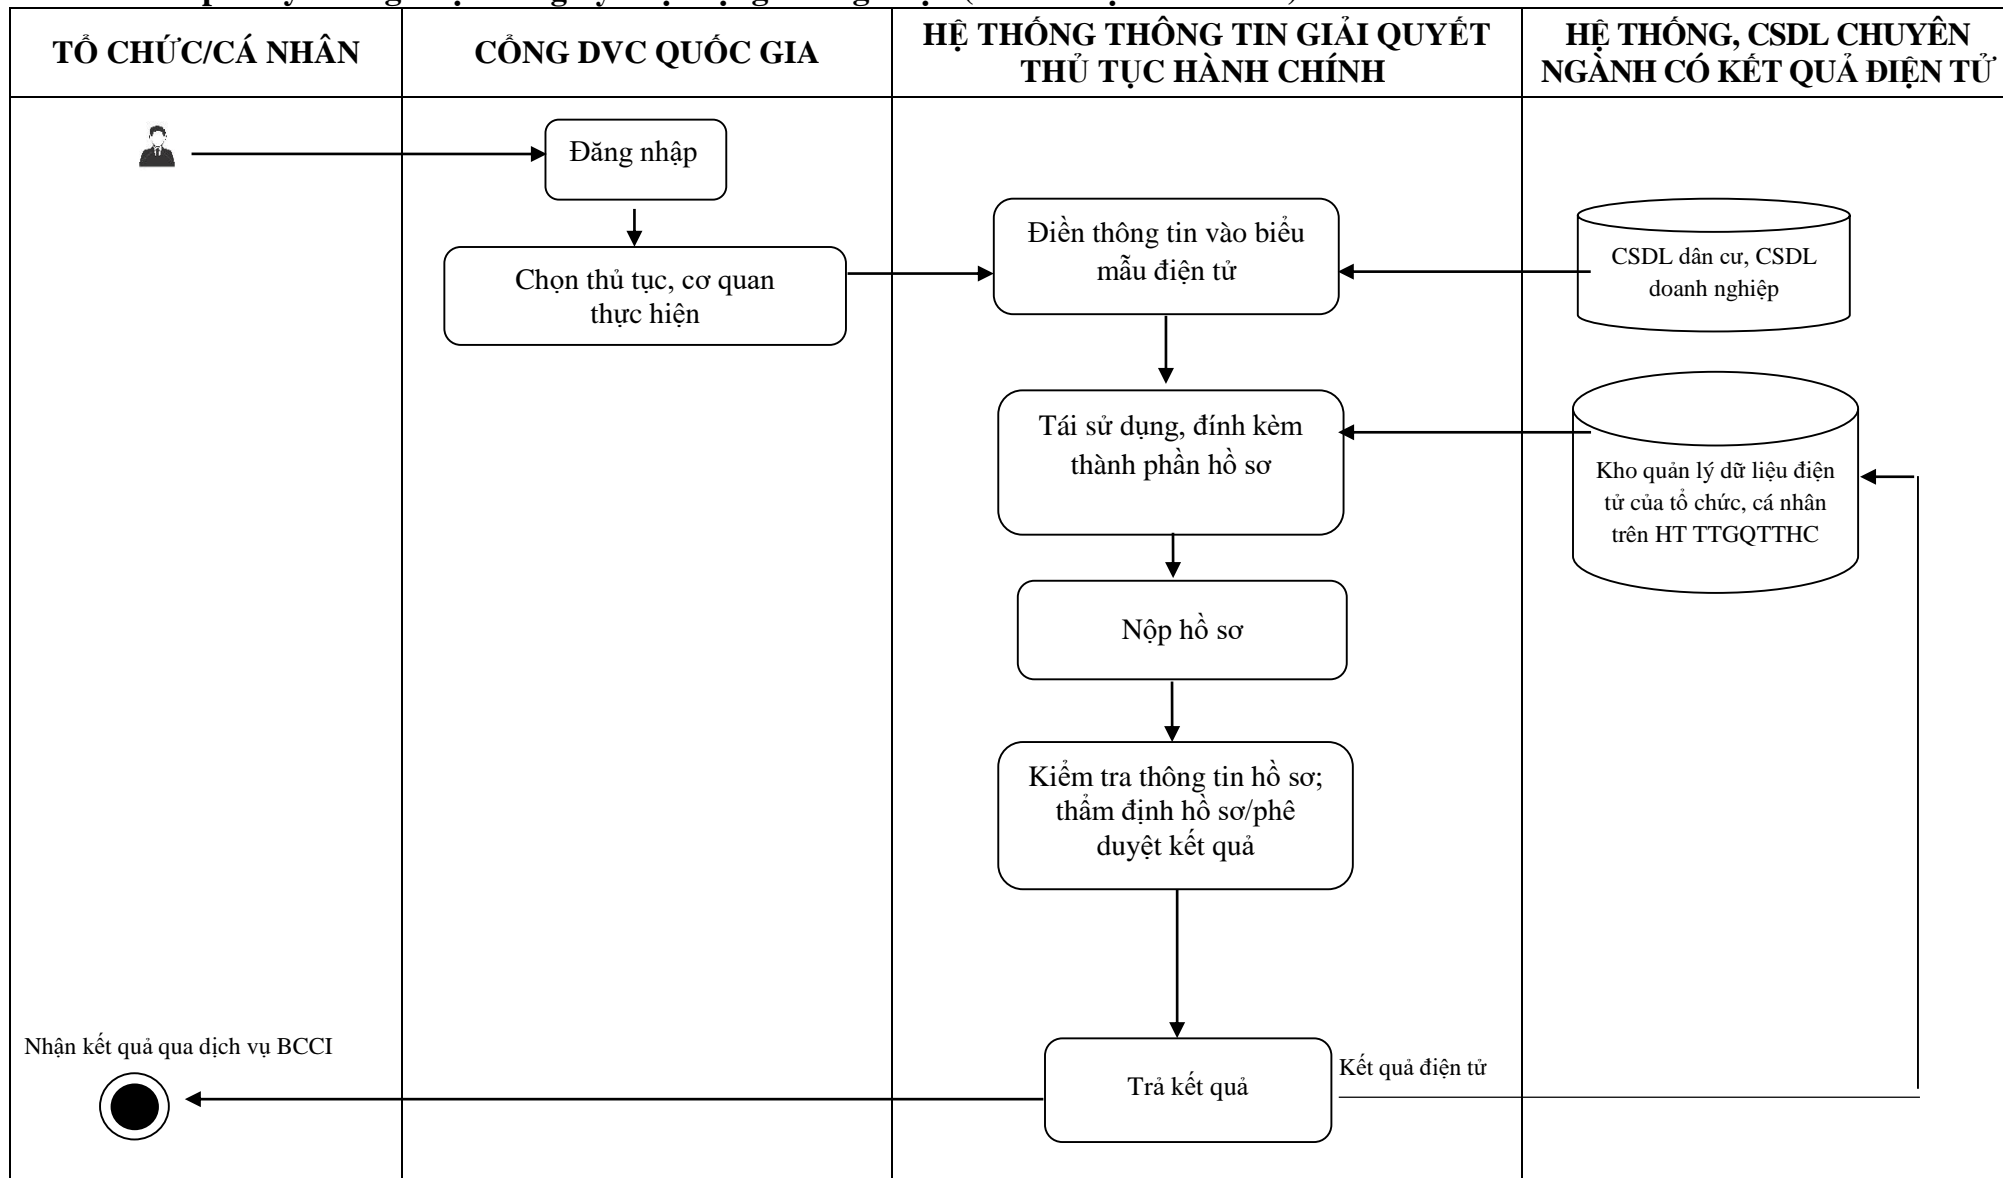 TỔ CHỨC/CÁ NHÂN
CỔNG DVC QUỐC GIA
HỆ THỐNG THÔNG TIN GIẢI QUYẾT
THỦ TỤC HÀNH CHÍNH
HỆ THỐNG, CSDL CHUYÊN
NGÀNH CÓ KẾT QUẢ ĐIỆN TỬ
Đăng nhập
Chọn thủ tục, cơ quan
thực hiện
Điền thông tin vào biểu
mẫu điện tử
CSDL dân cư, CSDL
doanh nghiệp
Tái sử dụng, đính kèm
thành phần hồ sơ
Kho quản lý dữ liệu điện
tử của tổ chức, cá nhân
trên HT TTGQTTHC
Nộp hồ sơ
Kiểm tra thông tin hồ sơ;
thẩm định hồ sơ/phê
duyệt kết quả
Nhận kết quả qua dịch vụ BCCI
Trả kết quả
Kết quả điện tử